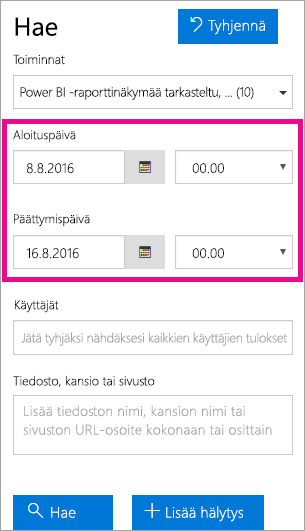 Hae
Tyhjennä
Toiminnat
Power BI -raporttinäkymää tarkasteltu, ... (10)
Aloituspäivä
8.8.2016 00.00
Päättymispäivä
16.8.2016 00.00
Käyttäjät
Jätä tyhjäksi nähdäksesi kaikkien käyttäjien tulokset
Tiedosto, kansio tai sivusto
Lisää tiedoston nimi, kansion nimi tai
sivuston URL-osoite kokonaan tai osittain
Hae
Lisää hälytys